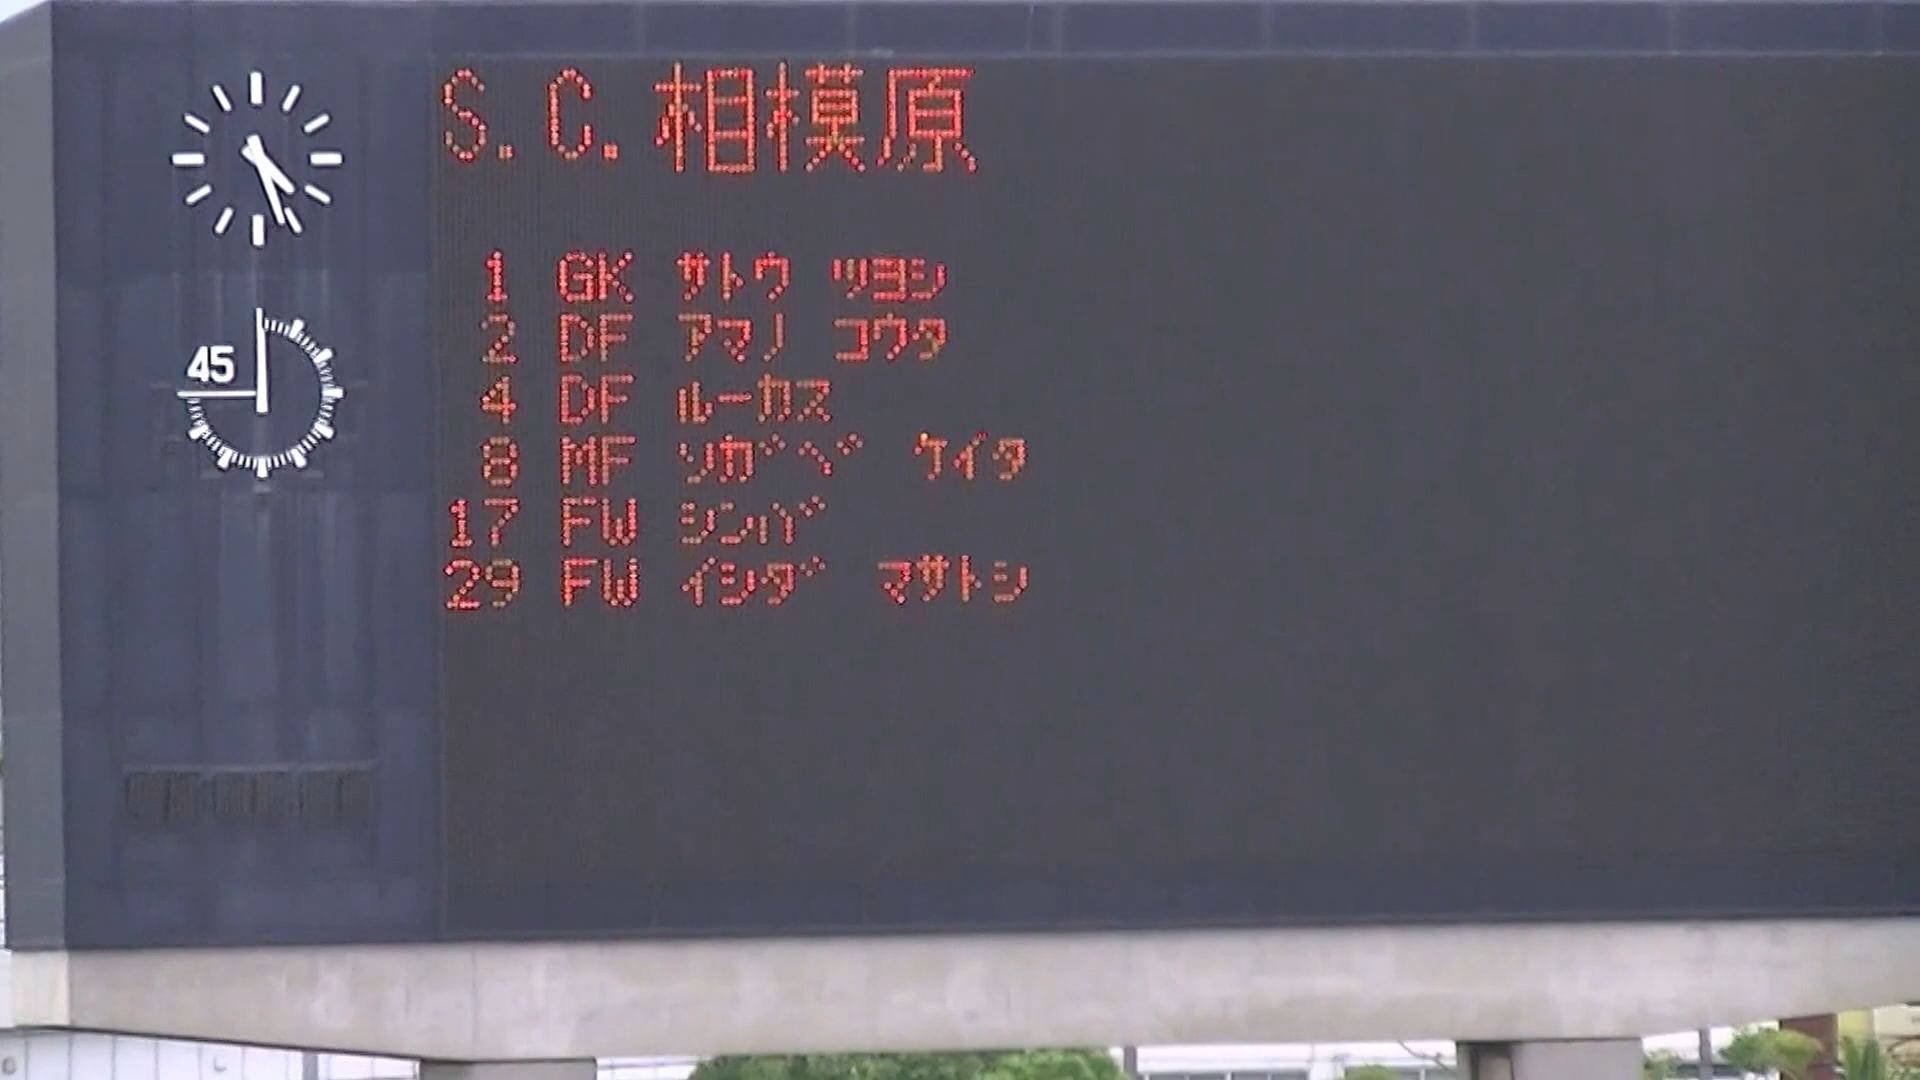 S.C.相模原
1 GK サトウ ツヨシ
2 DF アマノ コウタ
4 DF ルーカス
8 MF ソガベ ケイタ
17 FW シンバ
29 FW イシダ マサトシ
45